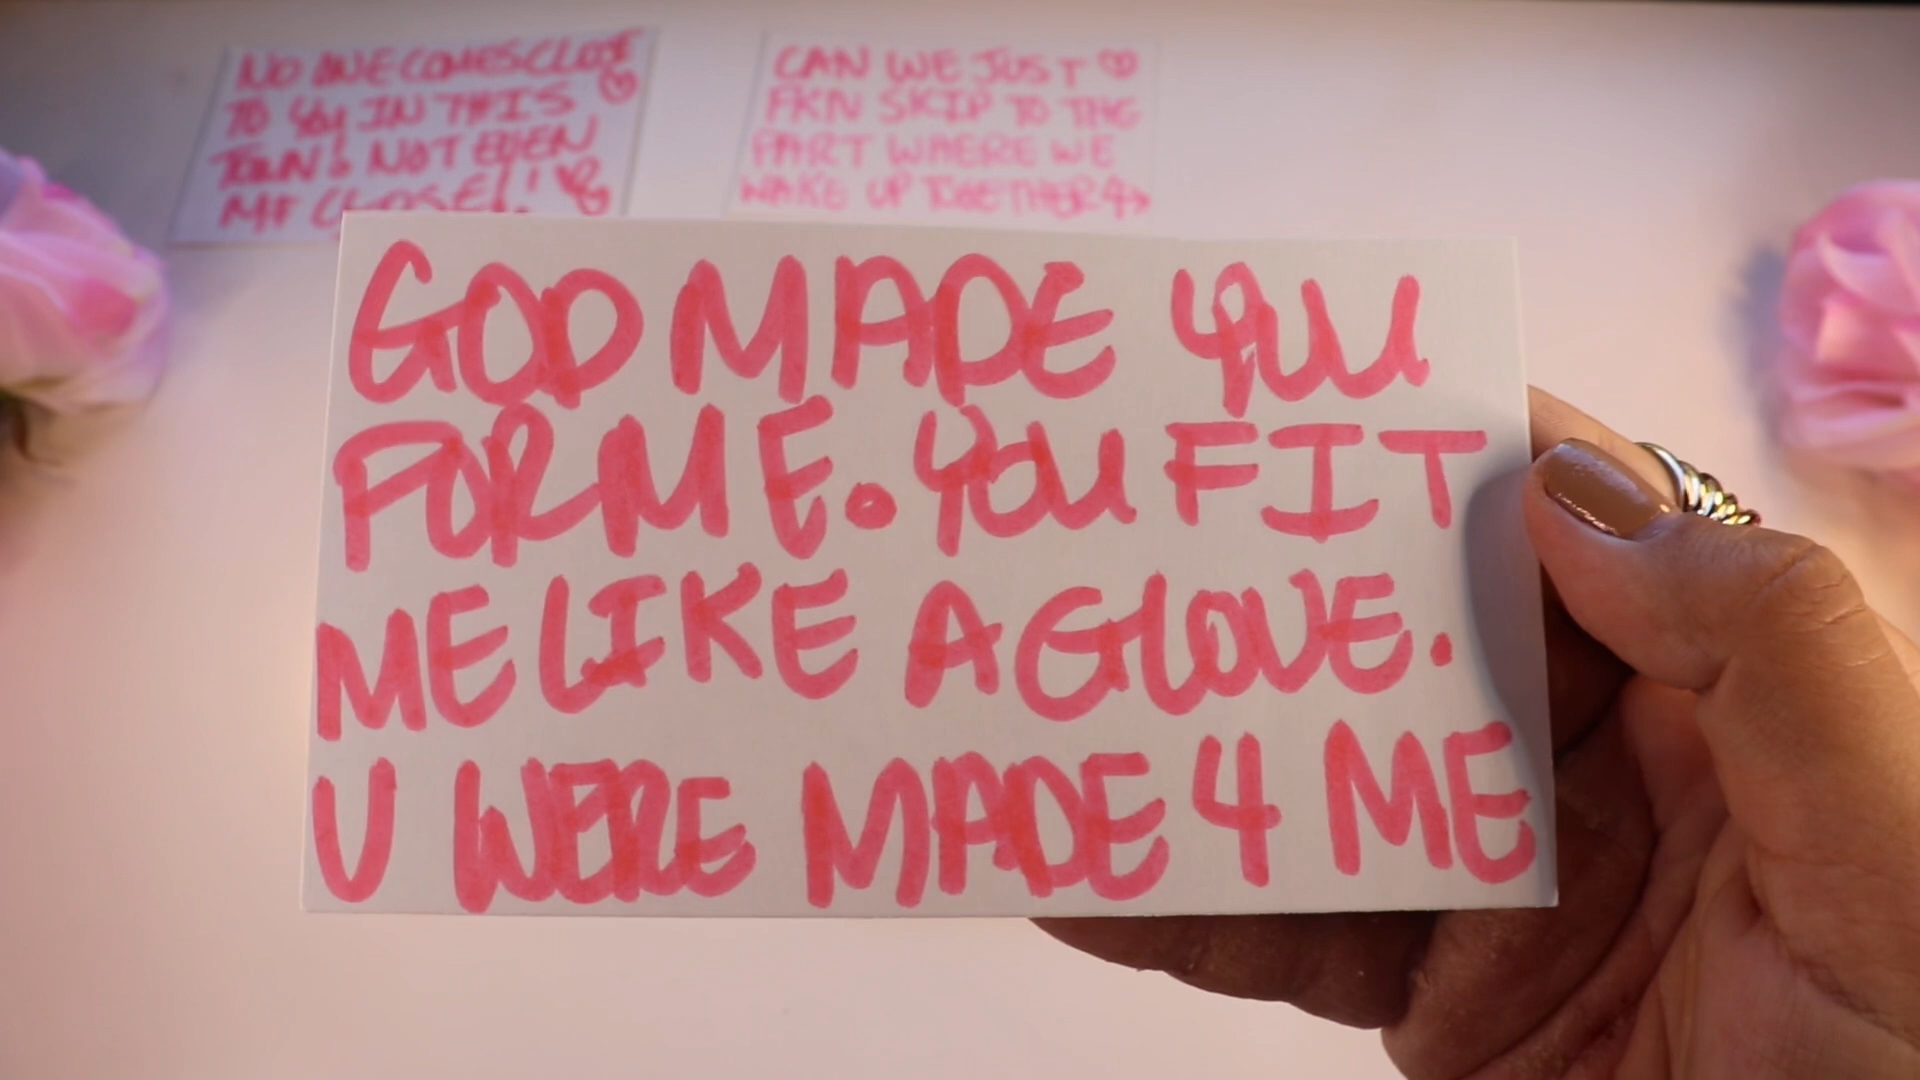 NO ONE COMES CLOSE
TO YOU IN THIS
TOWN. NOT EVEN
MF CLOSE!!
CAN WE JUST
FKN SKIP TO THE
PART WHERE WE
WAKE UP TOGETHER
GOD MADE YOU
FOR ME. YOU FIT
ME LIKE A GLOVE.
U WERE MADE 4 ME